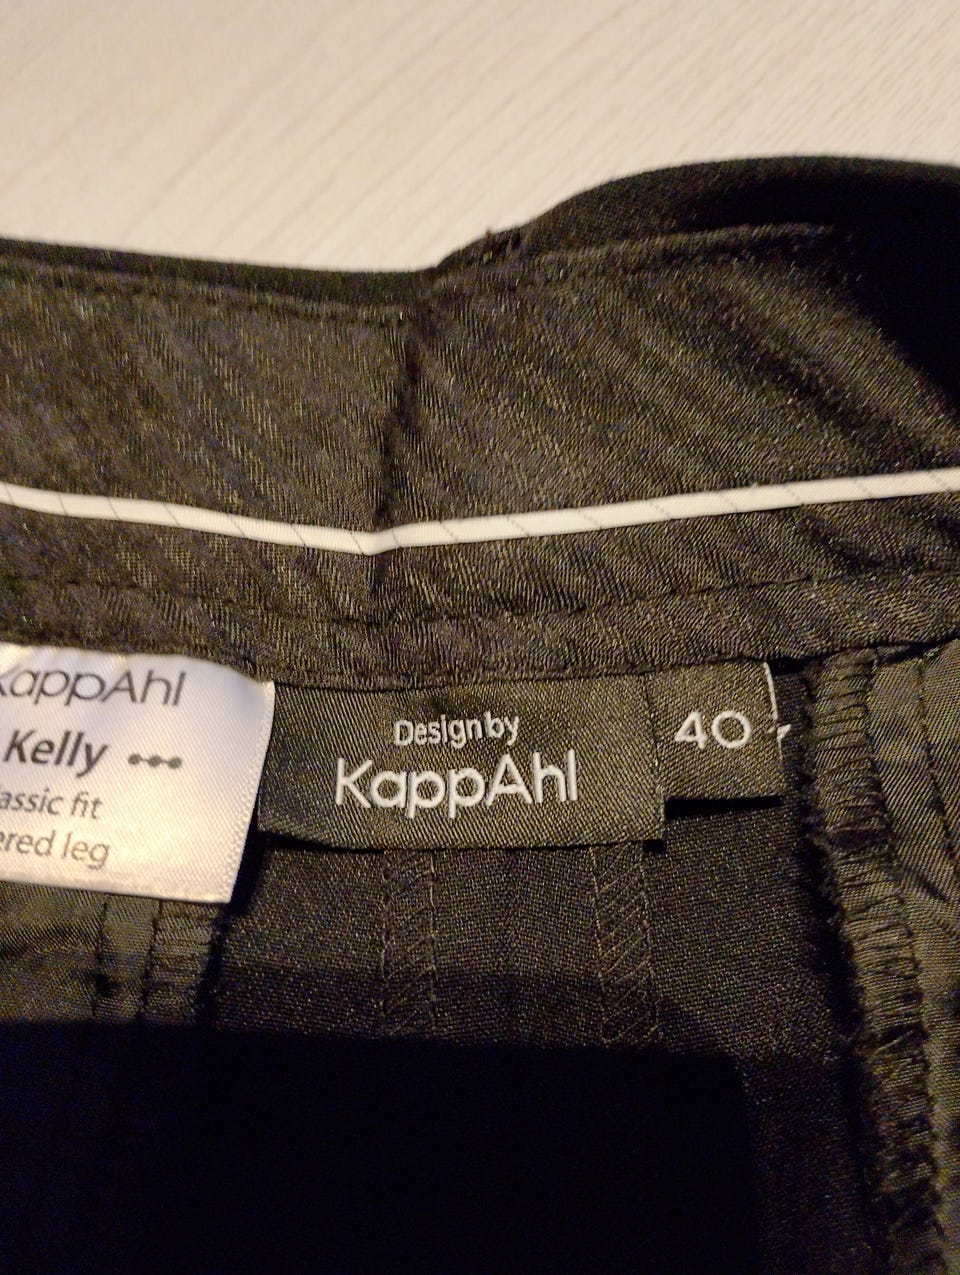 KappAhl
Kelly
assic fit
ered leg
Design by
KappAhl
40